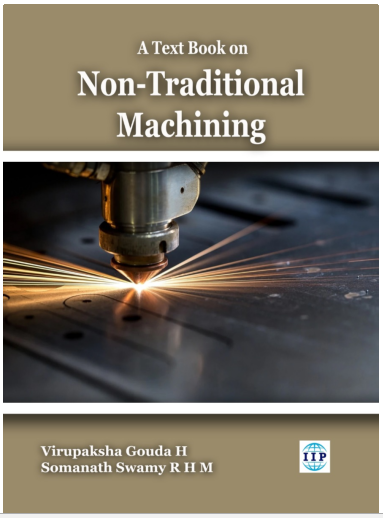 A Text Book on
Non-Traditional
Machining
Virupaksha Gouda H
Somanath Swamy R H M
IIP